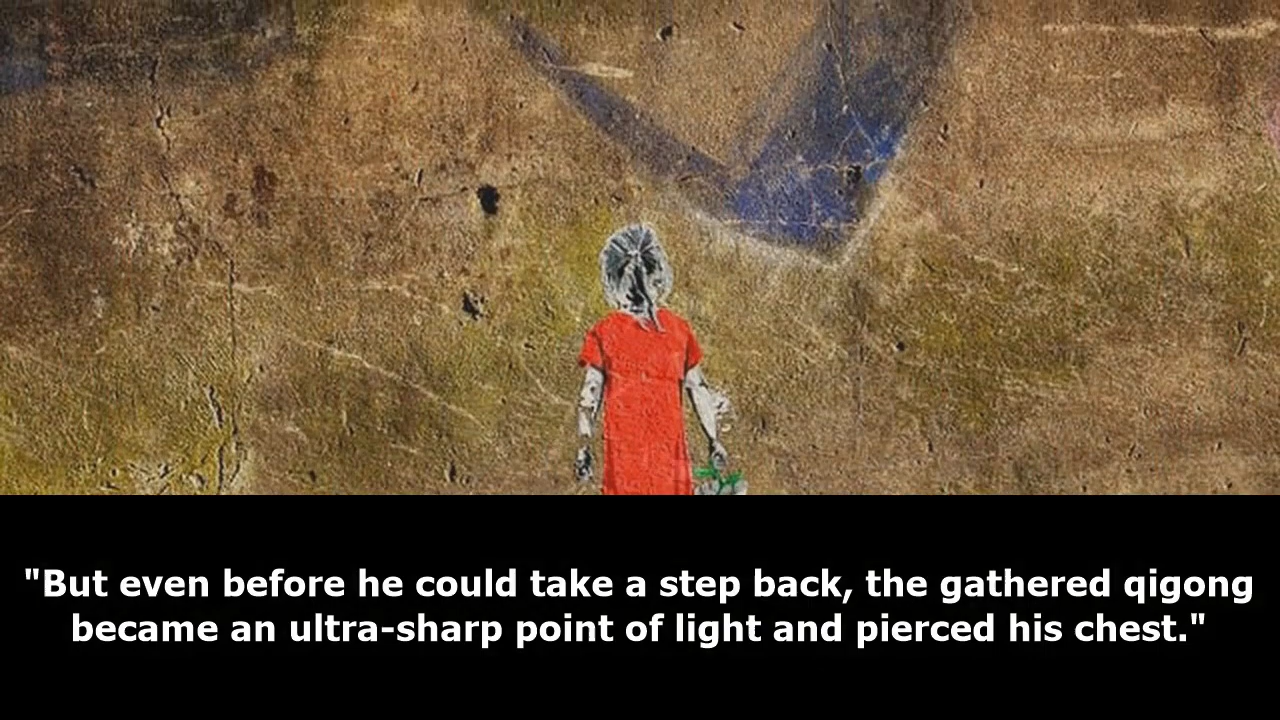 "But even before he could take a step back, the gathered qigong
became an ultra-sharp point of light and pierced his chest."